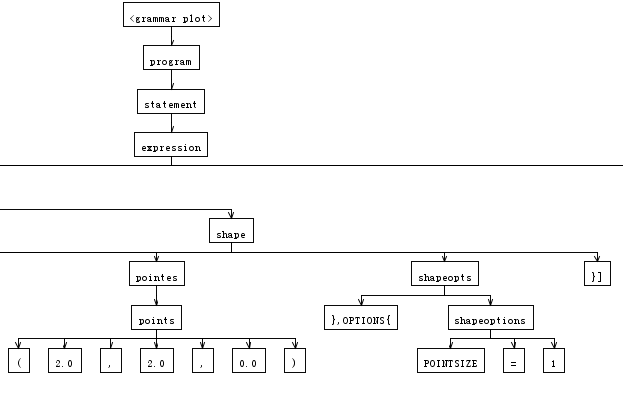 <grammar plot>
program
statement
expression
shape
pointes shapeopts }]
points },OPTIONS{ shapeoptions
( 2.0 , 2.0 , 0.0 ) POINTSIZE = 1